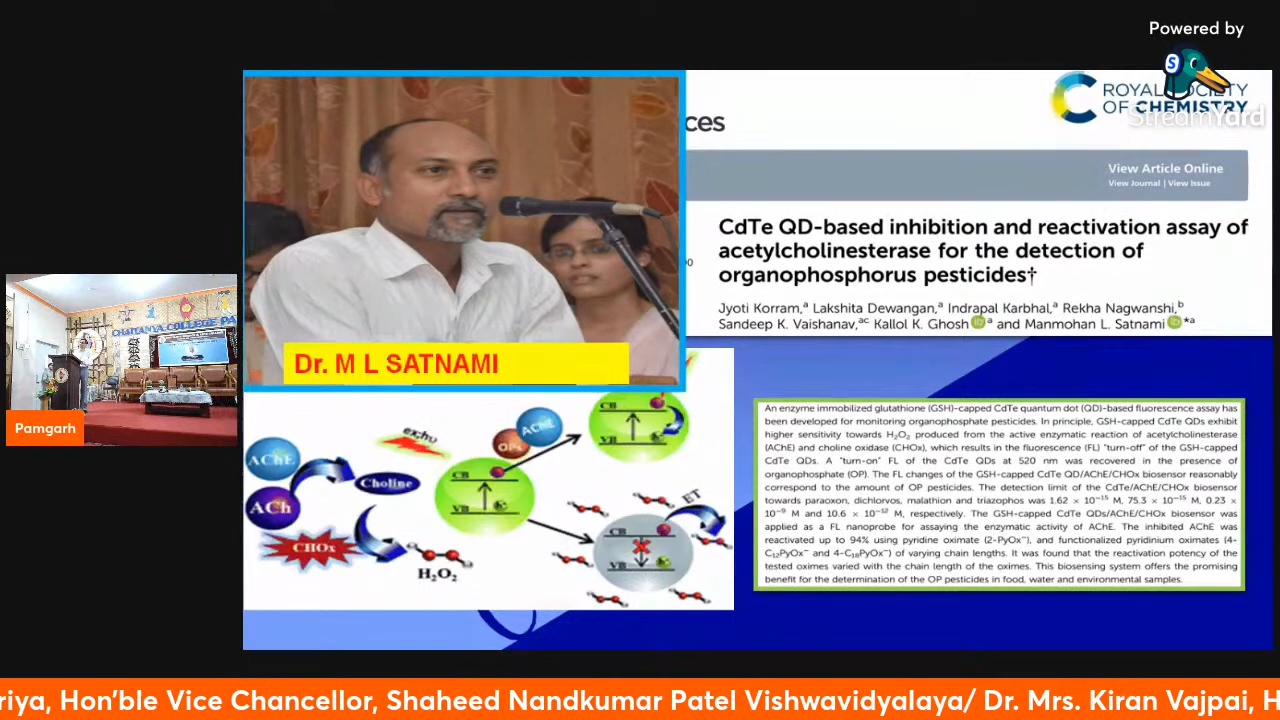 Powered by
StreamYard
ROYAL SOCIETY
OF CHEMISTRY
ces
View Article Online
View Journal | View Issue
CdTe QD-based inhibition and reactivation assay of
acetylcholinesterase for the detection of
organophosphorus pesticides†
Jyoti Korram,ᵃ Lakshita Dewangan,ᵃ Indrapal Karbhal,ᵃ Rekha Nagwanshi,ᵇ
Sandeep K. Vaishanav,ᵃᶜ Kallol K. Ghosh iD ᵃ and Manmohan L. Satnami iD *ᵃ
Dr. M L SATNAMI
CHAITANYA COLLEGE PA
Pamgarh
exchν
OPs
AChE
CB
VB
AChE
Choline
ACh
CHOx
H₂O₂
CB
VB
CB
VB
ET
An enzyme immobilized glutathione (GSH)-capped CdTe quantum dot (QD)-based fluorescence assay has
been developed for monitoring organophosphate pesticides. In principle, GSH-capped CdTe QDs exhibit
higher sensitivity towards H₂O₂ produced from the active enzymatic reaction of acetylcholinesterase
(AChE) and choline oxidase (CHOx), which results in the fluorescence (FL) "turn-off" of the GSH-capped
CdTe QDs. A "turn-on" FL of the CdTe QDs at 520 nm was recovered in the presence of
organophosphate (OP). The FL changes of the GSH-capped CdTe QD/AChE/CHOx biosensor reasonably
correspond to the amount of OP pesticides. The detection limit of the CdTe/AChE/CHOx biosensor
towards paraoxon, dichlorvos, malathion and triazophos was 1.62 × 10⁻¹⁵ M, 75.3 × 10⁻¹⁵ M, 0.23 ×
10⁻⁹ M and 10.6 × 10⁻¹² M, respectively. The GSH-capped CdTe QDs/AChE/CHOx biosensor was
applied as a FL nanoprobe for assaying the enzymatic activity of AChE. The inhibited AChE was
reactivated up to 94% using pyridine oximate (2-PyOx⁻), and functionalized pyridinium oximates (4-
C₁₂PyOx⁻ and 4-C₁₈PyOx⁻) of varying chain lengths. It was found that the reactivation potency of the
tested oximes varied with the chain length of the oximes. This biosensing system offers the promising
benefit for the determination of the OP pesticides in food, water and environmental samples.
riya, Hon'ble Vice Chancellor, Shaheed Nandkumar Patel Vishwavidyalaya/ Dr. Mrs. Kiran Vajpai, H